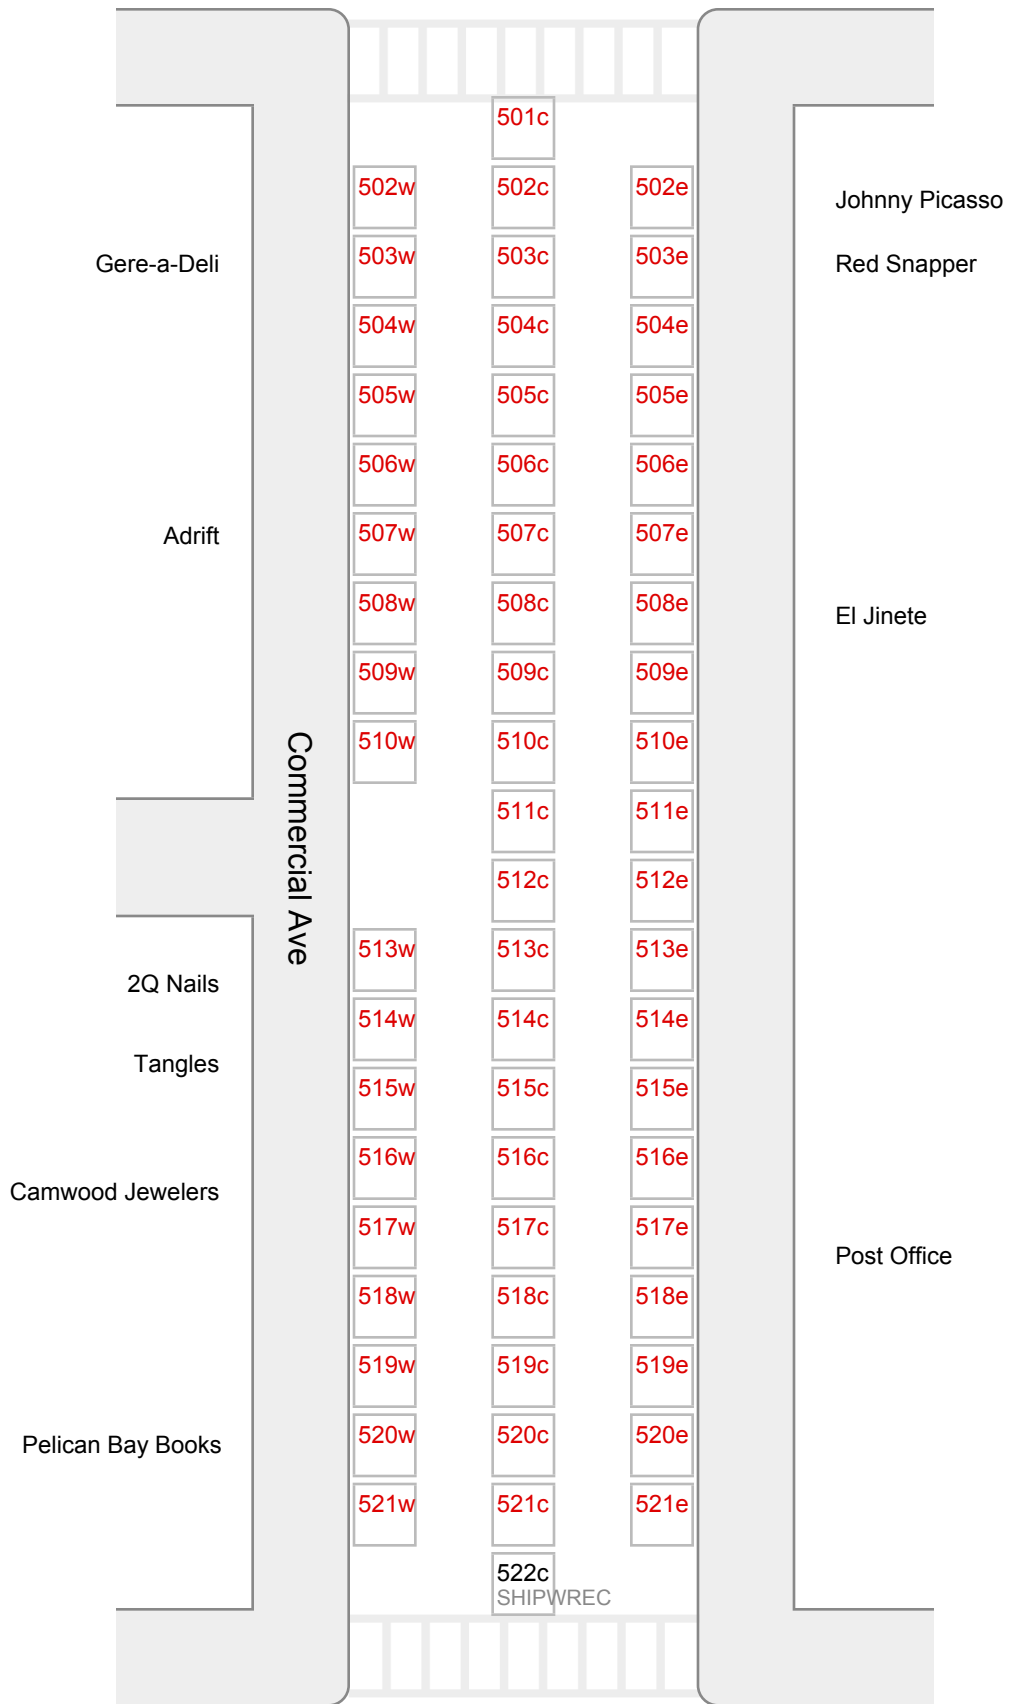 501c
502w 502c 502e Johnny Picasso
Gere-a-Deli 503w 503c 503e Red Snapper
504w 504c 504e
505w 505c 505e
506w 506c 506e
Adrift 507w 507c 507e
508w 508c 508e El Jinete
509w 509c 509e
510w 510c 510e
Commercial Ave
511c 511e
512c 512e
513w 513c 513e
2Q Nails
514w 514c 514e
Tangles
515w 515c 515e
516w 516c 516e
Camwood Jewelers
517w 517c 517e
Post Office
518w 518c 518e
519w 519c 519e
Pelican Bay Books 520w 520c 520e
521w 521c 521e
522c
SHIPWREC